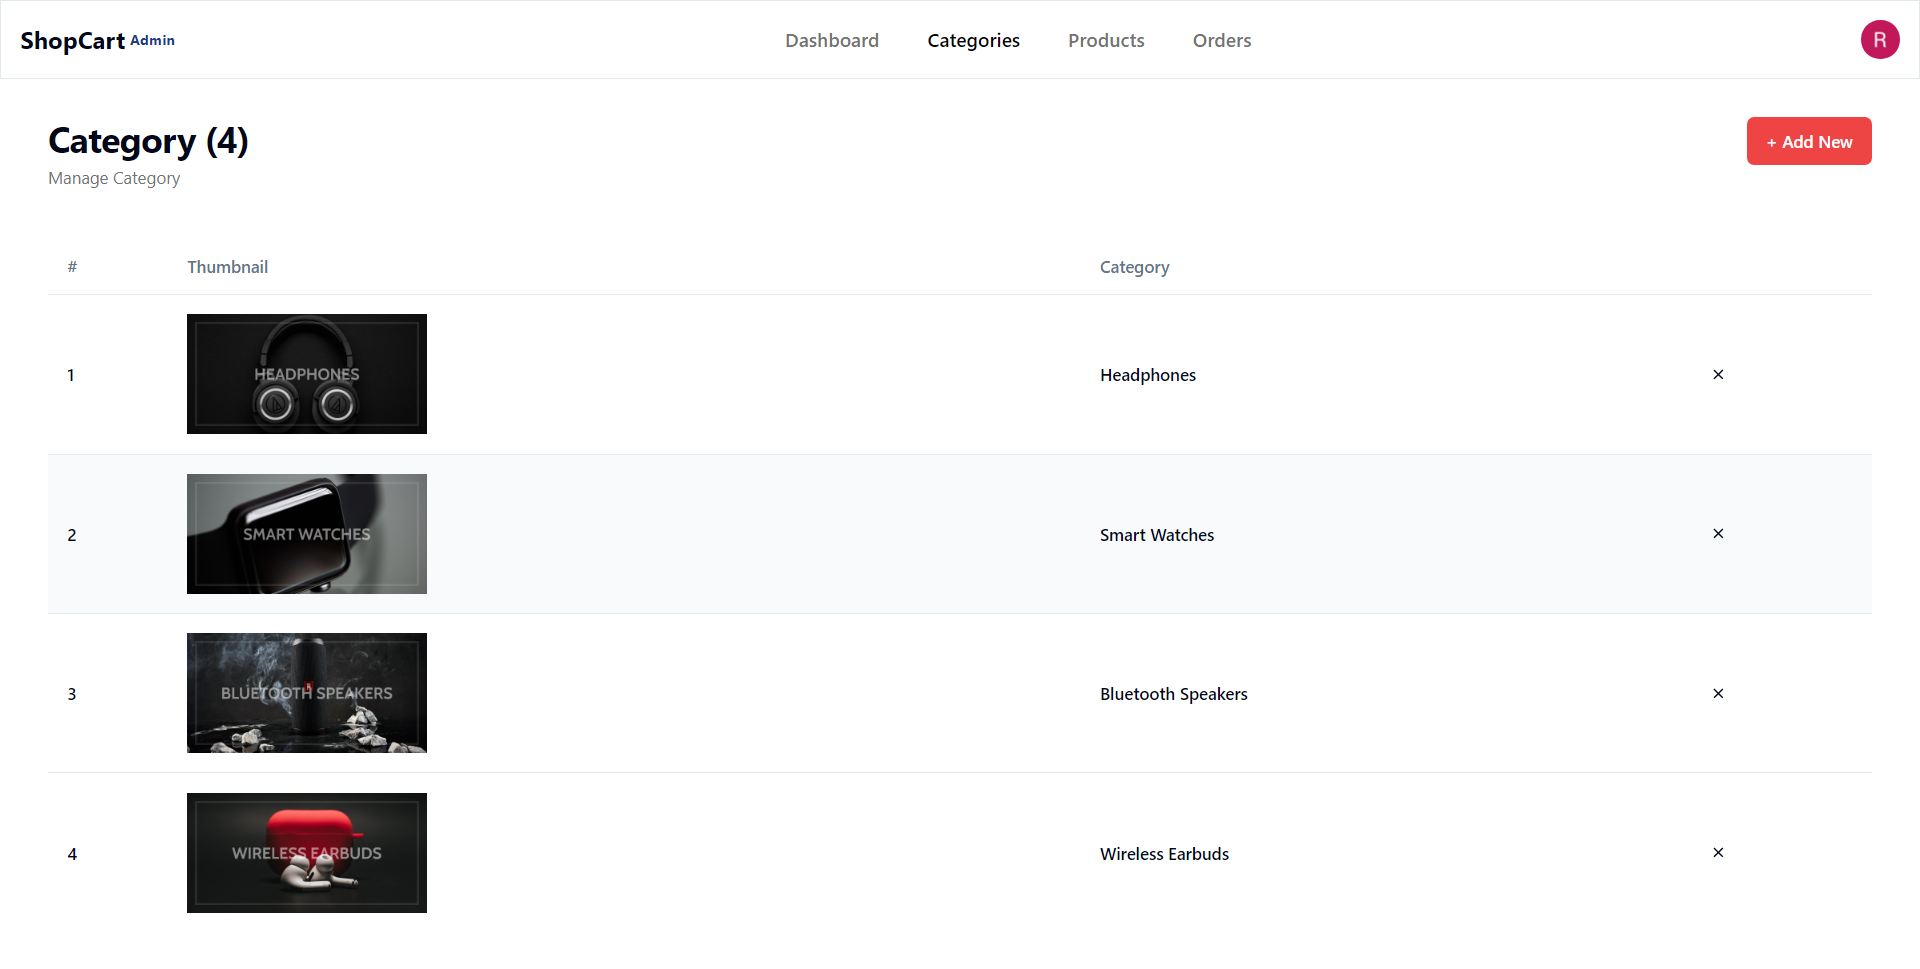 ShopCart Admin
Dashboard Categories Products Orders
R
Category (4)
+ Add New
Manage Category
# Thumbnail Category
HEADPHONES
1 Headphones ×
SMART WATCHES
2 Smart Watches ×
BLUETOOTH SPEAKERS
3 Bluetooth Speakers ×
WIRELESS EARBUDS
4 Wireless Earbuds ×